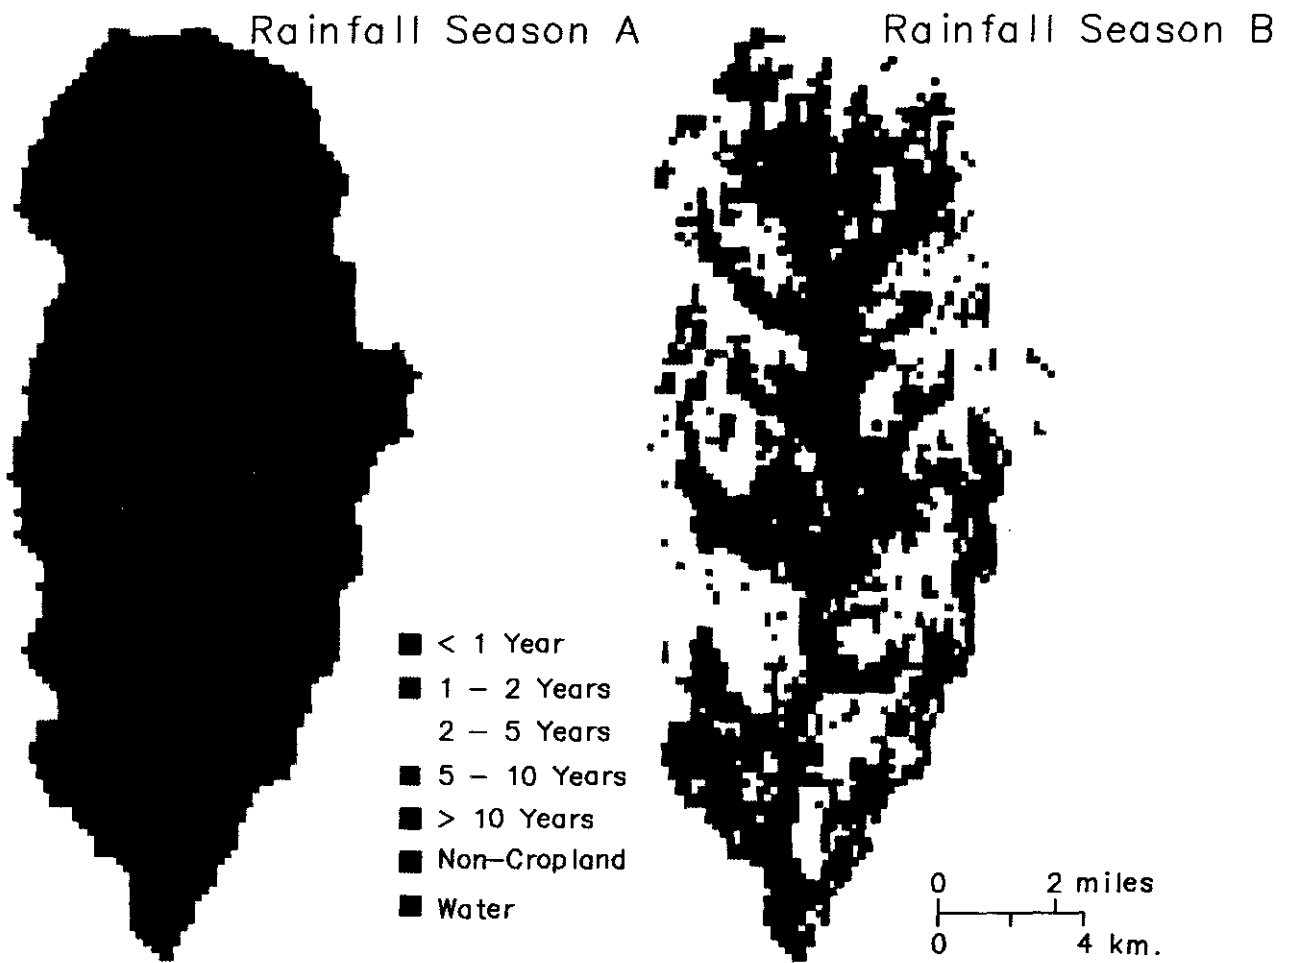 Rainfall Season A
Rainfall Season B
< 1 Year
1 – 2 Years
2 – 5 Years
5 – 10 Years
> 10 Years
Non–Cropland
Water
0 2 miles
0 4 km.